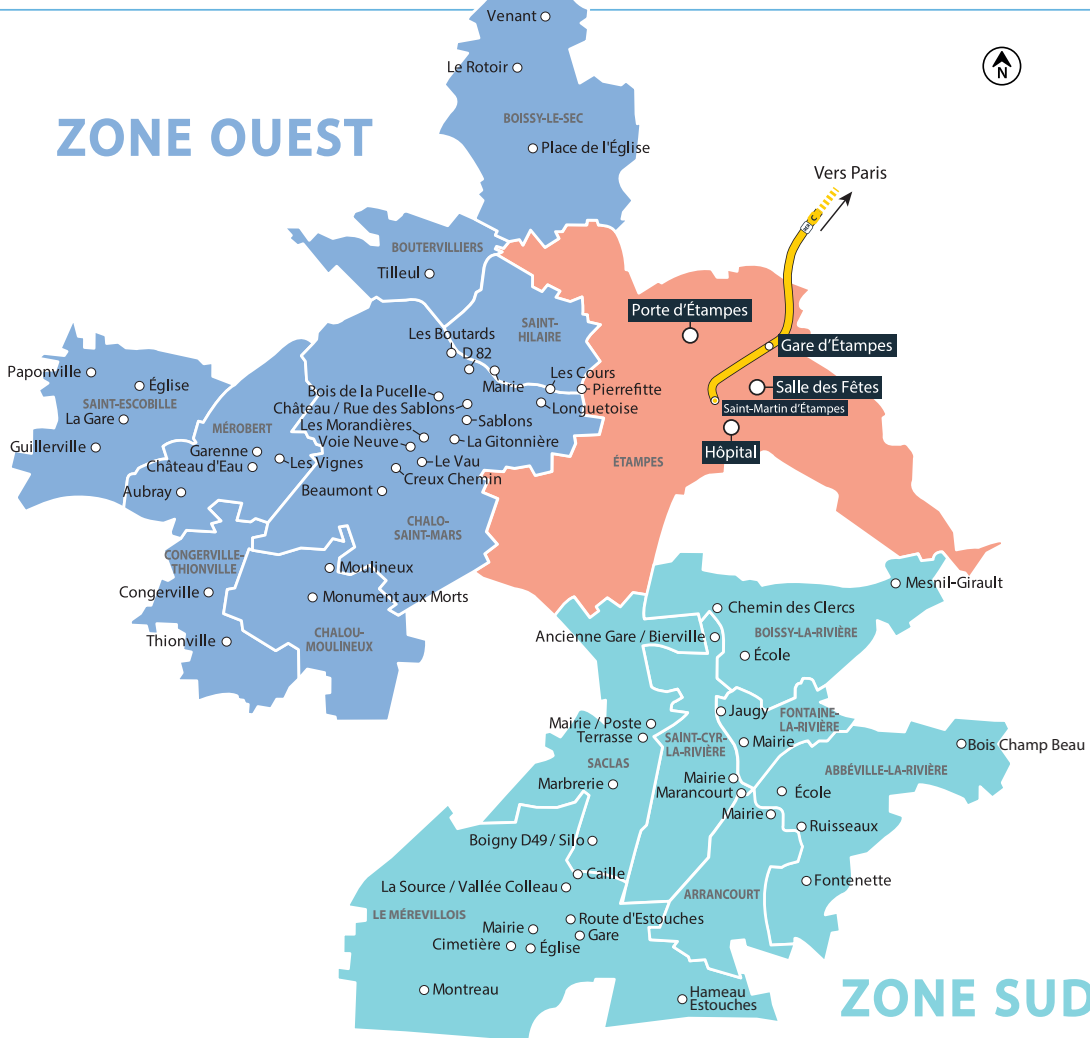 Venant
Le Rotoir
N
ZONE OUEST
BOISSY-LE-SEC
Place de l'Église
Vers Paris
RER C
BOUTERVILLIERS
Tilleul
Porte d'Étampes
SAINT-
HILAIRE
Les Boutards
Gare d'Étampes
D 82
Paponville
Église
Mairie
Les Cours
Pierrefitte
Salle des Fêtes
Bois de la Pucelle
SAINT-ESCOBILLE
Château / Rue des Sablons
Longuetoise
Saint-Martin d'Étampes
La Gare
Les Morandières
Sablons
MÉROBERT
Voie Neuve
La Gitonnière
Guillerville
Garenne
Hôpital
Château d'Eau
Les Vignes
Le Vau
ÉTAMPES
Creux Chemin
Aubray
Beaumont
CHALO-
SAINT-MARS
CONGERVILLE-
THIONVILLE
Moulineux
Mesnil-Girault
Congerville
Monument aux Morts
Chemin des Clercs
Thionville
CHALOU-
MOULINEUX
Ancienne Gare / Bierville
BOISSY-LA-RIVIÈRE
École
Jaugy
FONTAINE-
LA-RIVIÈRE
Mairie / Poste
Terrasse
SAINT-CYR-
LA-RIVIÈRE
Mairie
Bois Champ Beau
SACLAS
ABBÉVILLE-LA-RIVIÈRE
Marbrerie
Mairie
Marancourt
École
Mairie
Ruisseaux
Boigny D49 / Silo
Caille
Fontenette
La Source / Vallée Colleau
ARRANCOURT
LE MÉREVILLOIS
Route d'Estouches
Mairie
Gare
Cimetière
Église
Montreau
Hameau
Estouches
ZONE SUD